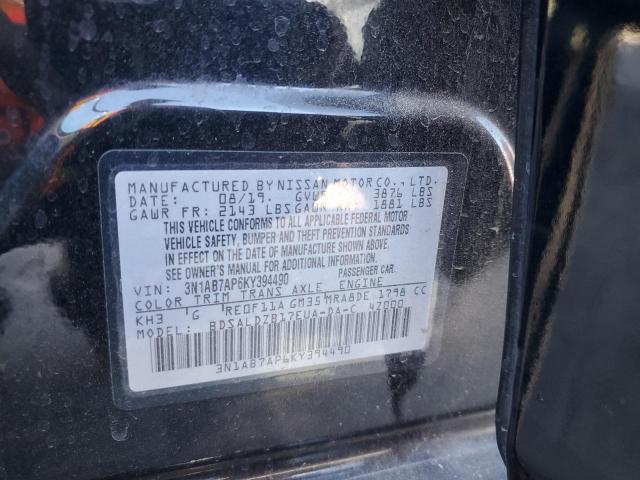 MANUFACTURED BY NISSAN MOTOR CO., LTD.
DATE: 08/19. 3876 LBS
GAWR FR: 2143 LBS GAWR 1881 LBS
THIS VEHICLE CONFORMS TO ALL APPLICABLE FEDERAL MOTOR
VEHICLE SAFETY, BUMPER AND THEFT PREVENTION STANDARDS
IN EFFECT ON THE DATE OF MANUFACTURE SHOWN ABOVE.
SEE OWNER'S MANUAL FOR ADDITIONAL INFORMATION.
VIN: 3N1AB7AP6KY394490 PASSENGER CAR.
COLOR TRIM TRANS AXLE ENGINE
KH3 G RE0F11A GM35 MRA8DE 1798 CC
MODEL: BDSALDZB17EUA-DA-C 47000
3N1AB7AP6KY394490